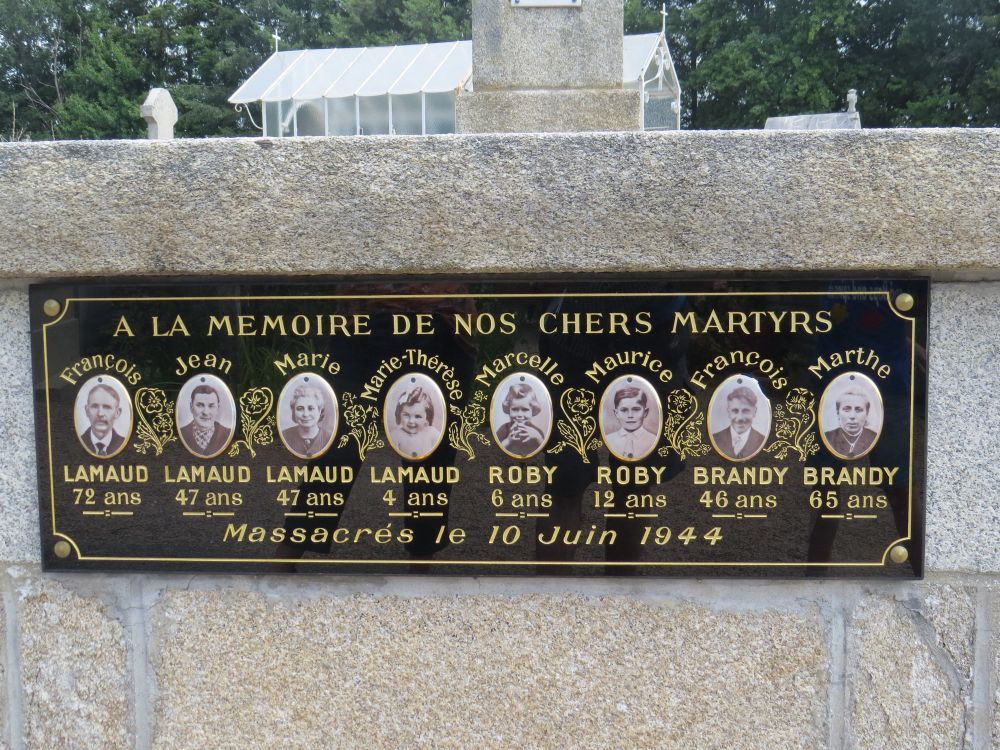 A LA MEMOIRE DE NOS CHERS MARTYRS
François Jean Marie Marie-Thérèse Marcelle Maurice François Marthe
LAMAUD LAMAUD LAMAUD LAMAUD ROBY ROBY BRANDY BRANDY
72 ans 47 ans 47 ans 4 ans 6 ans 12 ans 46 ans 65 ans
Massacrés le 10 Juin 1944